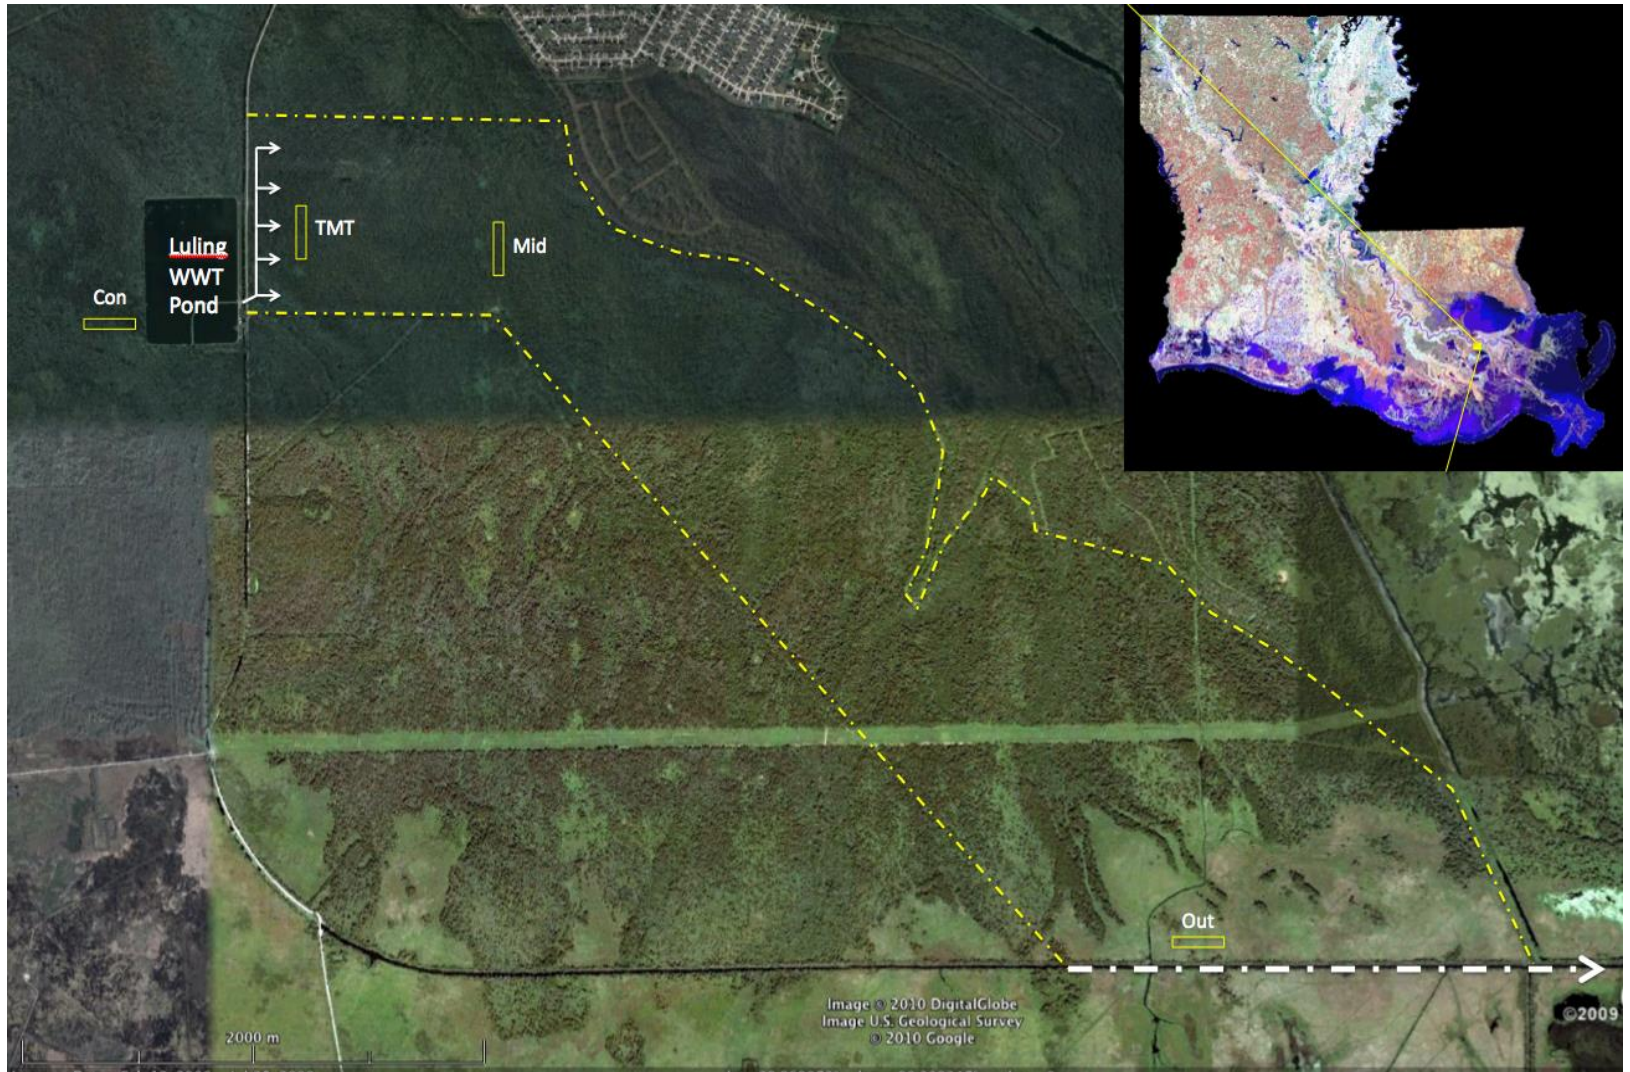 TMT
Luling
WWT
Pond
Mid
Con
Out
Image © 2010 DigitalGlobe
Image U.S. Geological Survey
© 2010 Google
©2009
2000 m